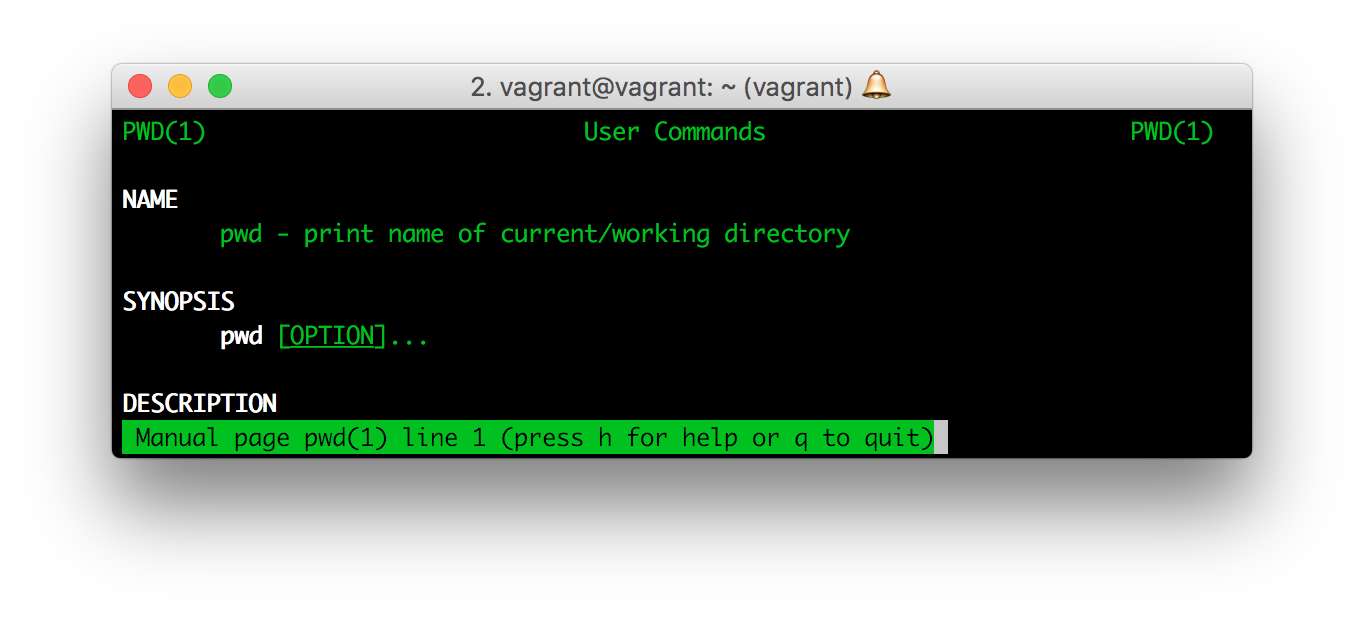 2. vagrant@vagrant: ~ (vagrant) 🔔
PWD(1) User Commands PWD(1)
NAME
pwd - print name of current/working directory
SYNOPSIS
pwd [OPTION]...
DESCRIPTION
Manual page pwd(1) line 1 (press h for help or q to quit)